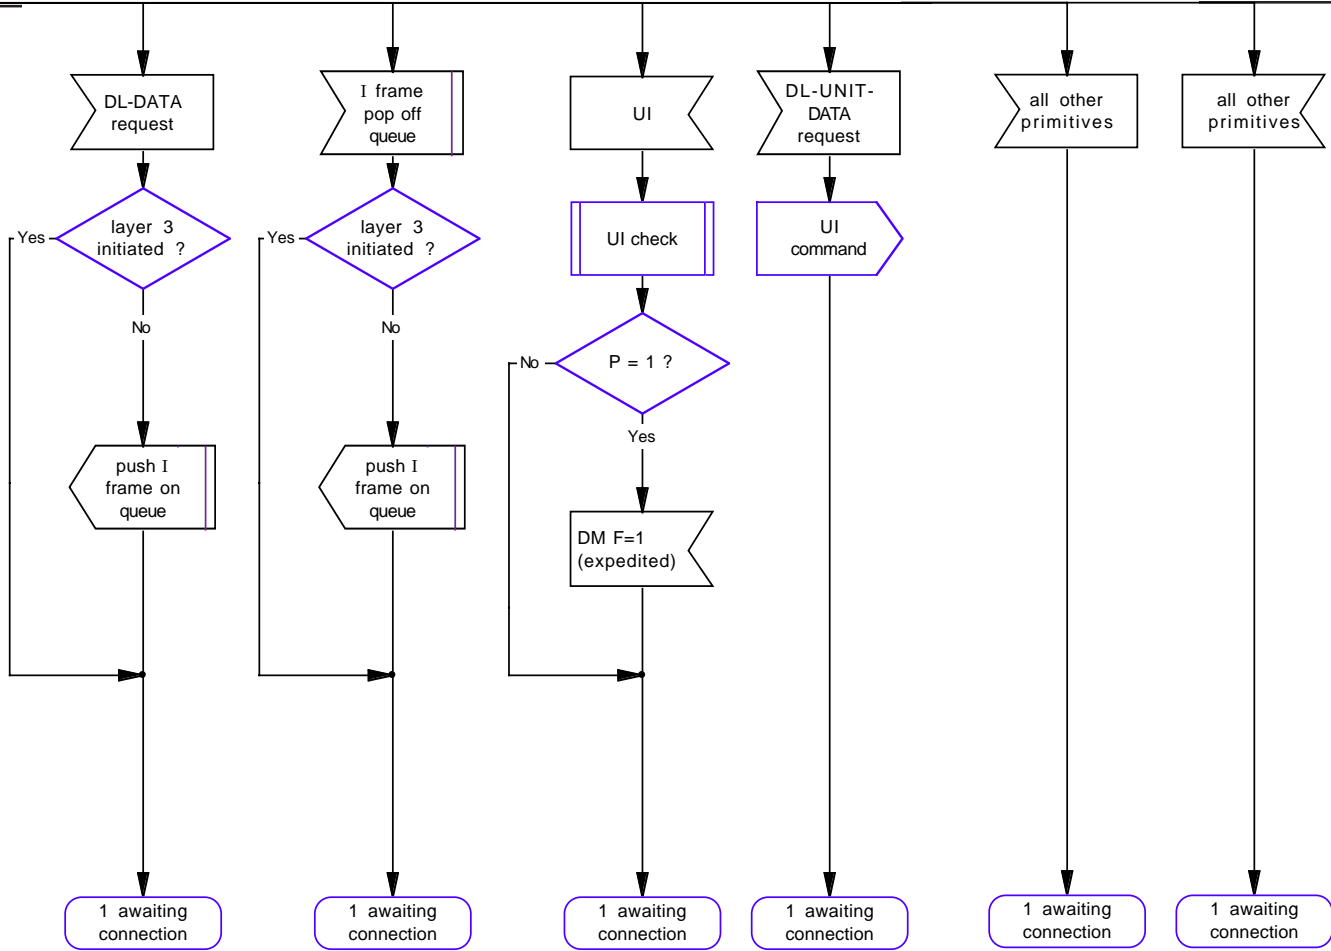 DL-DATA
request
I frame
pop off
queue
UI
DL-UNIT-
DATA
request
all other
primitives
all other
primitives
Yes
layer 3
initiated ?
Yes
layer 3
initiated ?
UI check
UI
command
No
No
No
P = 1 ?
Yes
push I
frame on
queue
push I
frame on
queue
DM F=1
(expedited)
1 awaiting
connection
1 awaiting
connection
1 awaiting
connection
1 awaiting
connection
1 awaiting
connection
1 awaiting
connection